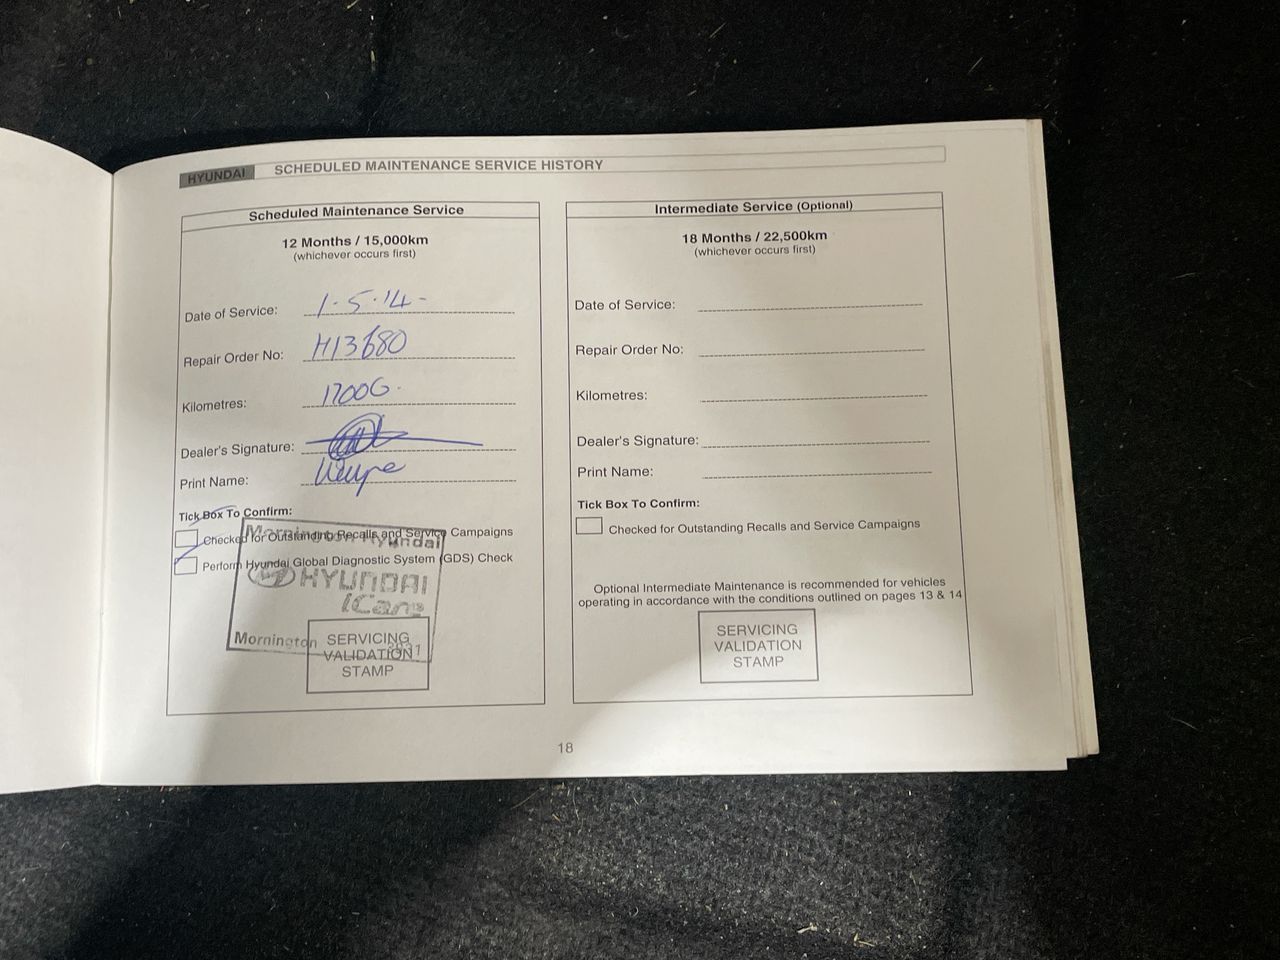 HYUNDAI SCHEDULED MAINTENANCE SERVICE HISTORY
Scheduled Maintenance Service
12 Months / 15,000km
(whichever occurs first)
Date of Service: 1.5.14
Repair Order No: H13680
Kilometres: 17006
Dealer's Signature:
Print Name: Wayne
Tick Box To Confirm:
Checked for Outstanding Recalls and Service Campaigns
Perform Hyundai Global Diagnostic System (GDS) Check
Mornington Hyundai
HYUNDAI
iCare
Mornington 3931
SERVICING
VALIDATION
STAMP
Intermediate Service (Optional)
18 Months / 22,500km
(whichever occurs first)
Date of Service:
Repair Order No:
Kilometres:
Dealer's Signature:
Print Name:
Tick Box To Confirm:
Checked for Outstanding Recalls and Service Campaigns
Optional Intermediate Maintenance is recommended for vehicles
operating in accordance with the conditions outlined on pages 13 & 14
SERVICING
VALIDATION
STAMP
18